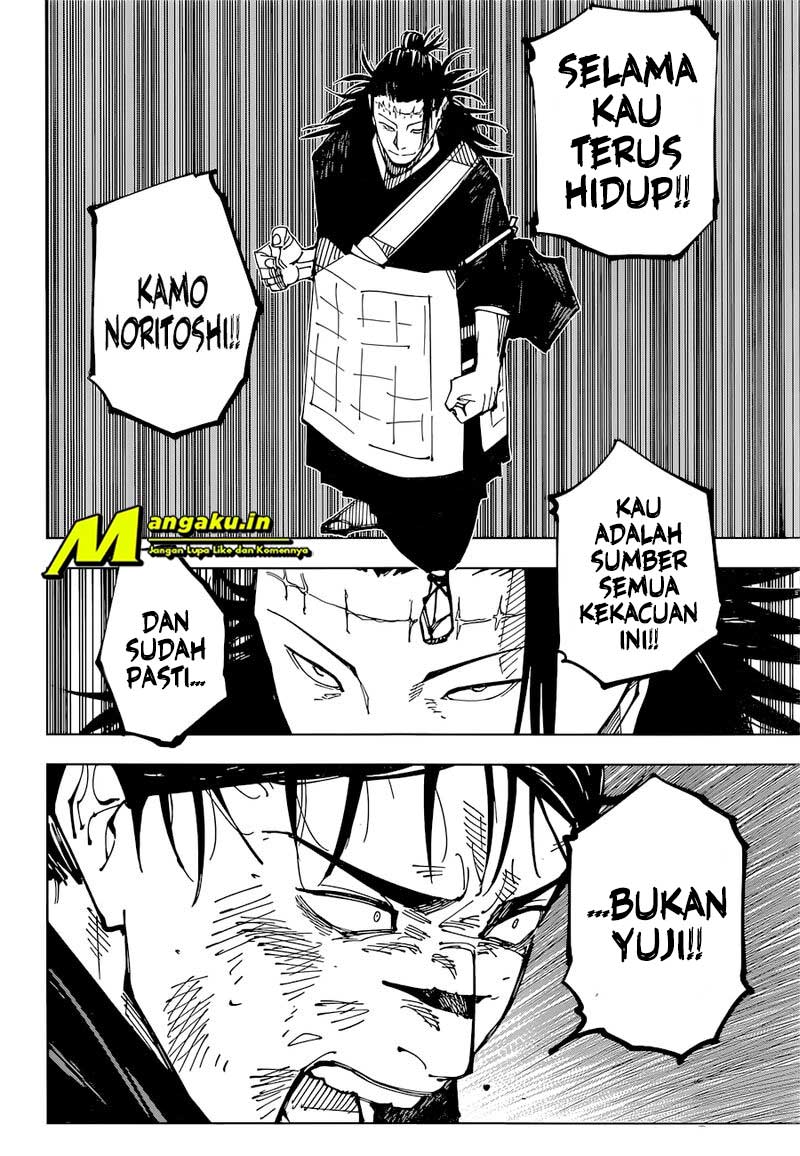 SELAMA
KAU
TERUS
HIDUP!!
KAMO
NORITOSHI!!
Mangaku.in
Jangan Lupa Like dan Komennya
KAU
ADALAH
SUMBER
SEMUA
KEKACUAN
INI!!
DAN
SUDAH
PASTI...
...BUKAN
YUJI!!